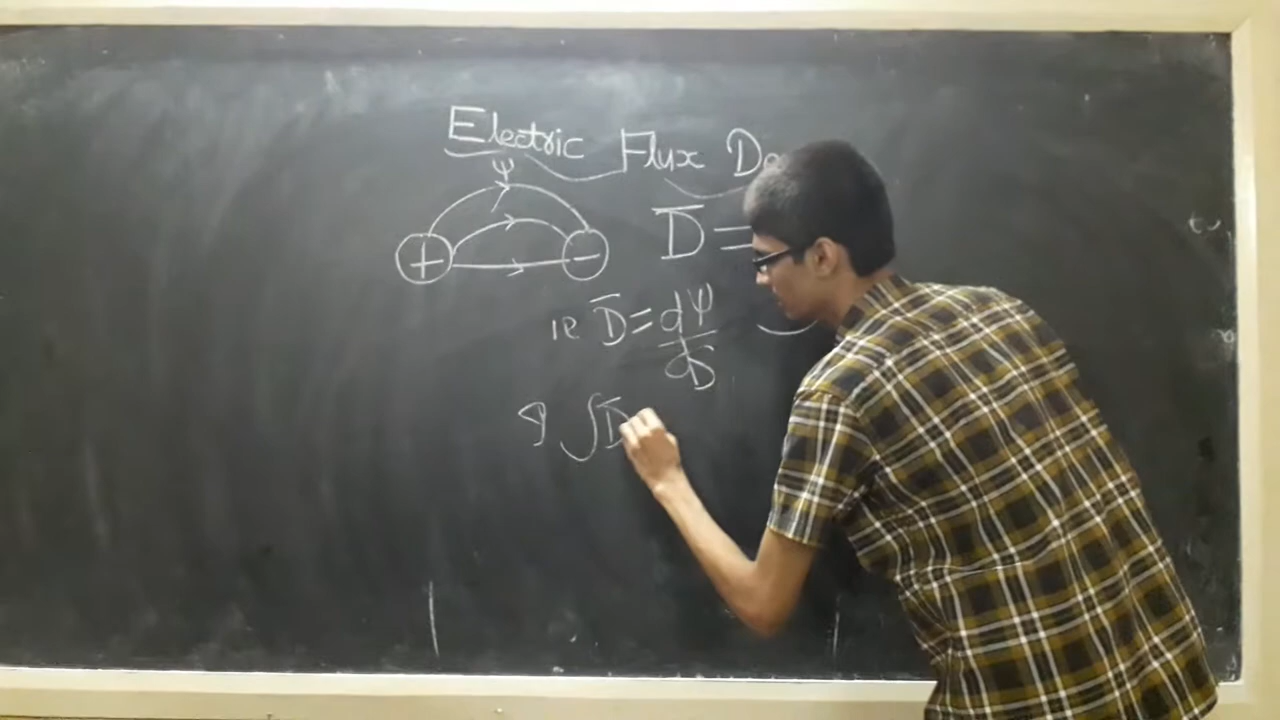 Electric Flux De
ψ
+ −
D̅ =
ie D̅ = dψ/dS
∫ D̅